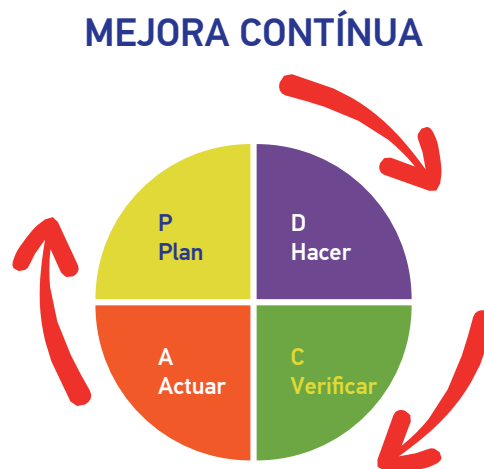 MEJORA CONTÍNUA
P
Plan
D
Hacer
A
Actuar
C
Verificar